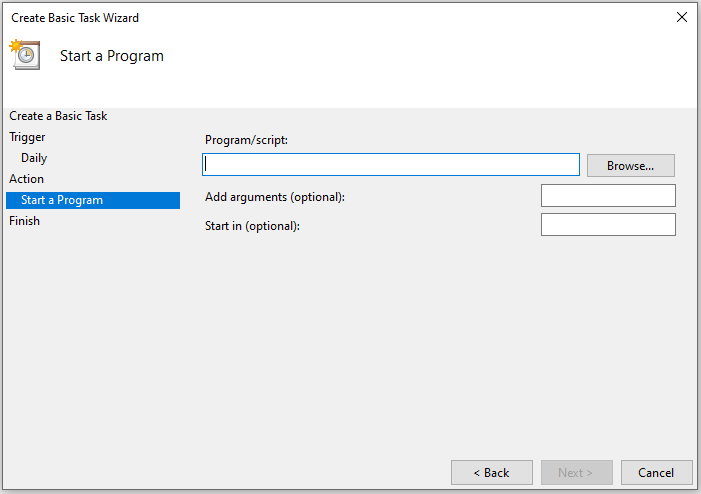 Create Basic Task Wizard
Start a Program
Create a Basic Task
Trigger
Daily
Action
Start a Program
Finish
Program/script:
Browse...
Add arguments (optional):
Start in (optional):
< Back
Next >
Cancel